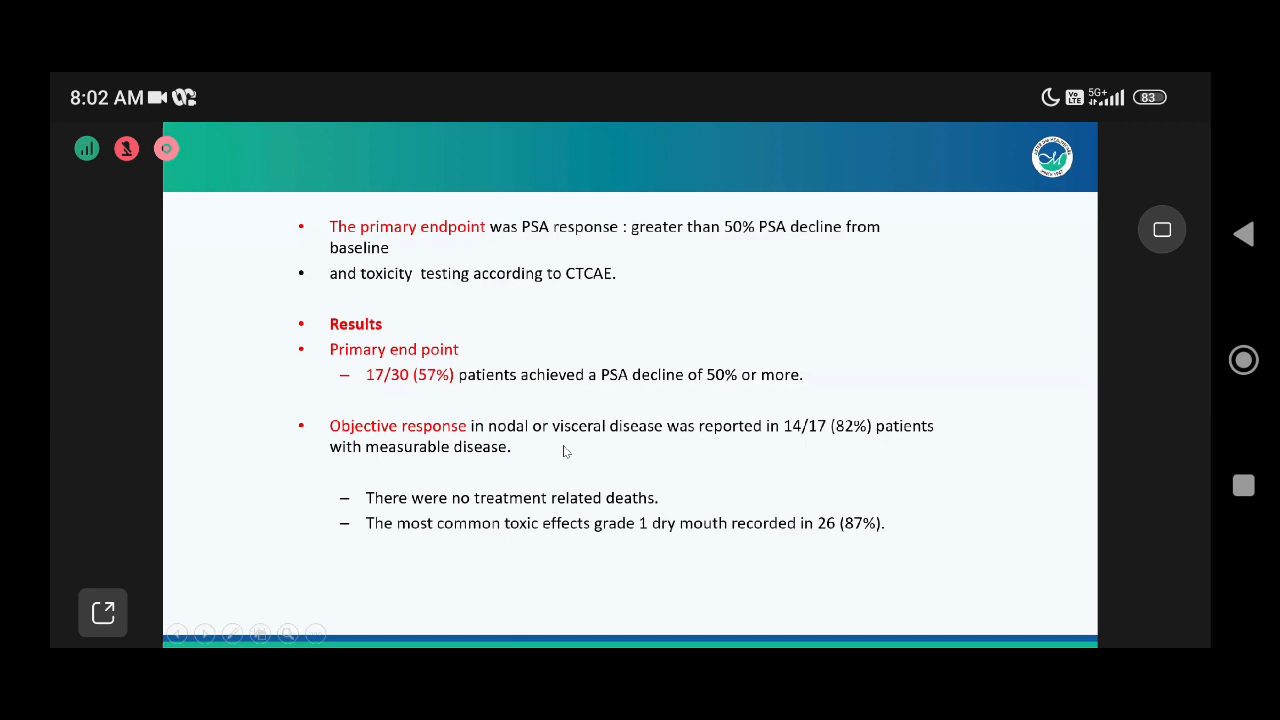 8:02 AM
5G+
Vo
LTE
83
• The primary endpoint was PSA response : greater than 50% PSA decline from
baseline
• and toxicity testing according to CTCAE.
• Results
• Primary end point
– 17/30 (57%) patients achieved a PSA decline of 50% or more.
• Objective response in nodal or visceral disease was reported in 14/17 (82%) patients
with measurable disease.
– There were no treatment related deaths.
– The most common toxic effects grade 1 dry mouth recorded in 26 (87%).